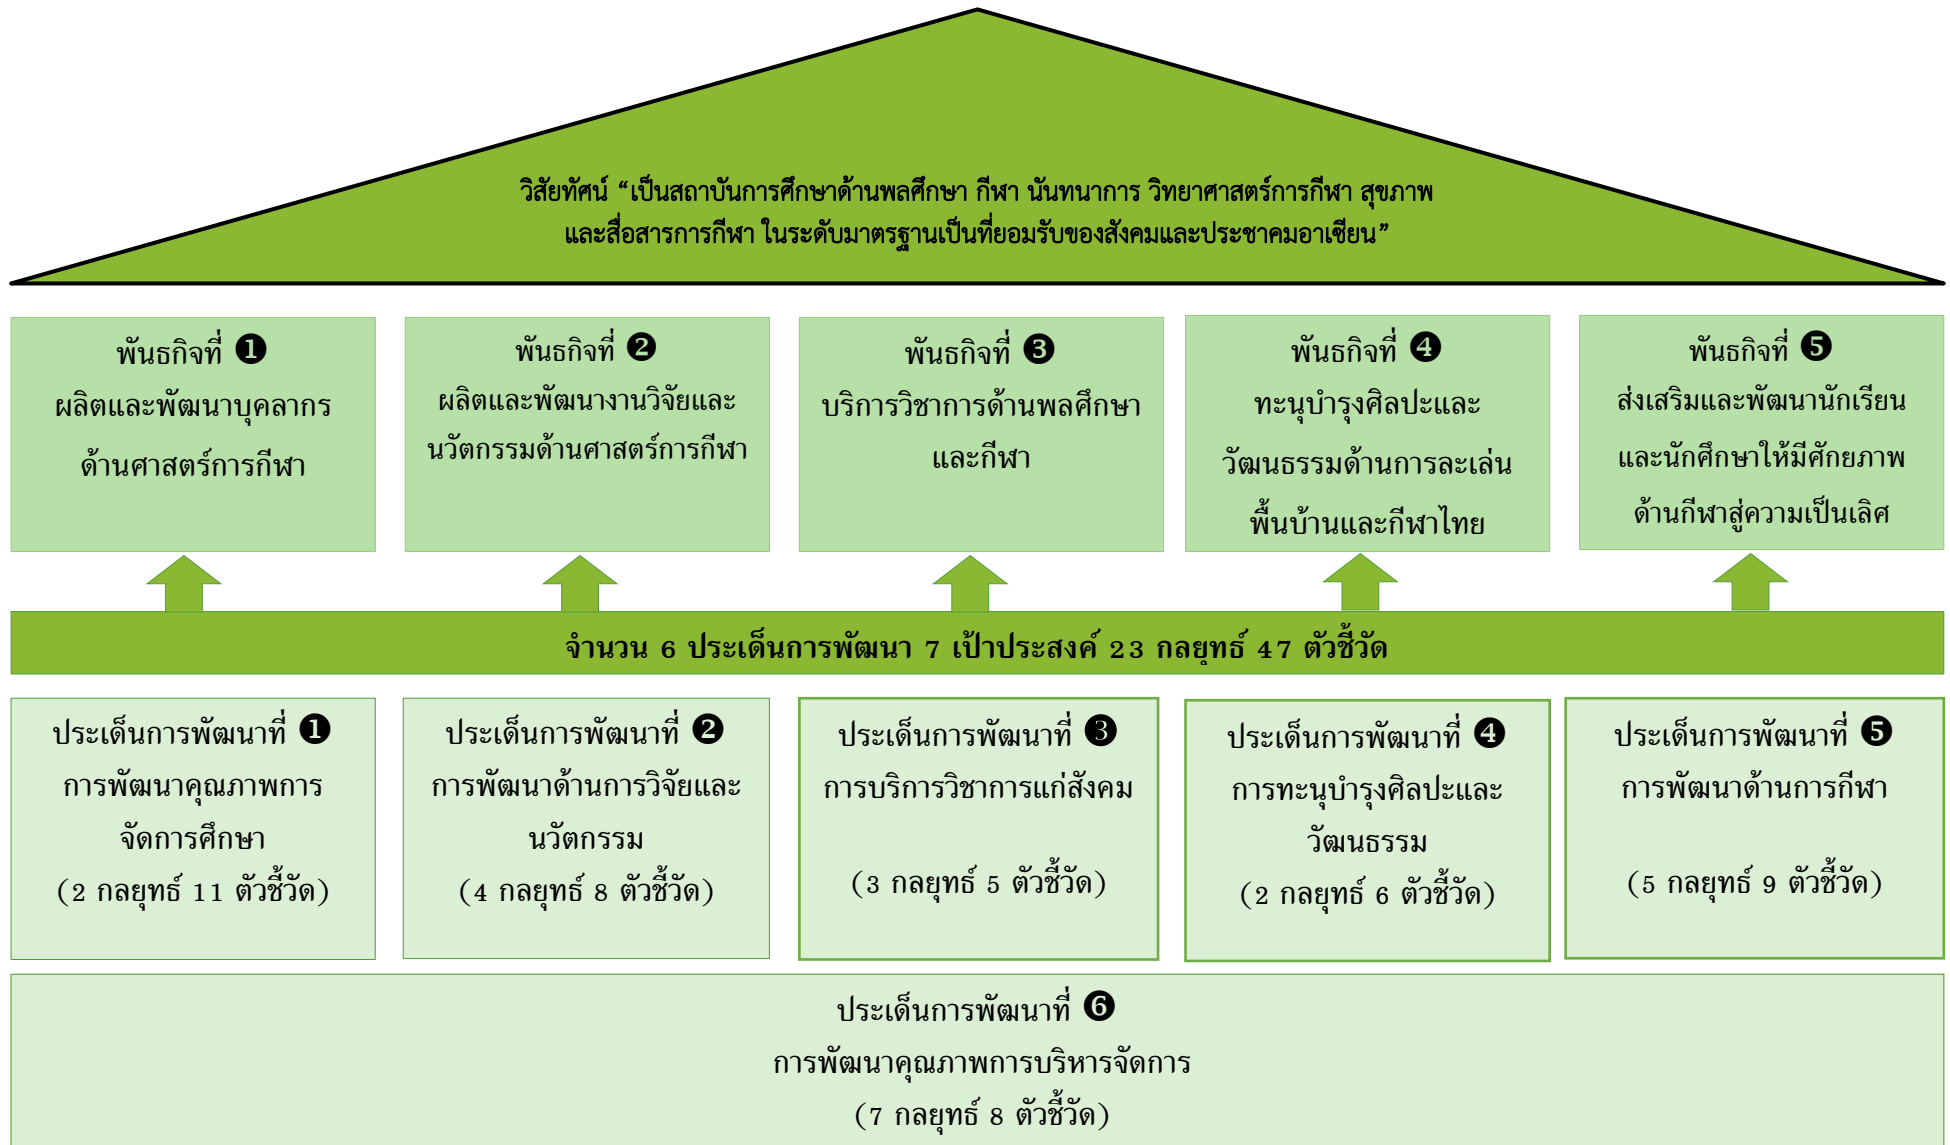 วิสัยทัศน์ “เป็นสถาบันการศึกษาด้านพลศึกษา กีฬา นันทนาการ วิทยาศาสตร์การกีฬา สุขภาพ
และสื่อสารการกีฬา ในระดับมาตรฐานเป็นที่ยอมรับของสังคมและประชาคมอาเซียน”
พันธกิจที่ ❶
ผลิตและพัฒนาบุคลากร
ด้านศาสตร์การกีฬา
พันธกิจที่ ❷
ผลิตและพัฒนางานวิจัยและ
นวัตกรรมด้านศาสตร์การกีฬา
พันธกิจที่ ❸
บริการวิชาการด้านพลศึกษา
และกีฬา
พันธกิจที่ ❹
ทะนุบำรุงศิลปะและ
วัฒนธรรมด้านการละเล่น
พื้นบ้านและกีฬาไทย
พันธกิจที่ ❺
ส่งเสริมและพัฒนานักเรียน
และนักศึกษาให้มีศักยภาพ
ด้านกีฬาสู่ความเป็นเลิศ
จำนวน 6 ประเด็นการพัฒนา 7 เป้าประสงค์ 23 กลยุทธ์ 47 ตัวชี้วัด
ประเด็นการพัฒนาที่ ❶
การพัฒนาคุณภาพการ
จัดการศึกษา
(2 กลยุทธ์ 11 ตัวชี้วัด)
ประเด็นการพัฒนาที่ ❷
การพัฒนาด้านการวิจัยและ
นวัตกรรม
(4 กลยุทธ์ 8 ตัวชี้วัด)
ประเด็นการพัฒนาที่ ❸
การบริการวิชาการแก่สังคม
(3 กลยุทธ์ 5 ตัวชี้วัด)
ประเด็นการพัฒนาที่ ❹
การทะนุบำรุงศิลปะและ
วัฒนธรรม
(2 กลยุทธ์ 6 ตัวชี้วัด)
ประเด็นการพัฒนาที่ ❺
การพัฒนาด้านการกีฬา
(5 กลยุทธ์ 9 ตัวชี้วัด)
ประเด็นการพัฒนาที่ ❻
การพัฒนาคุณภาพการบริหารจัดการ
(7 กลยุทธ์ 8 ตัวชี้วัด)